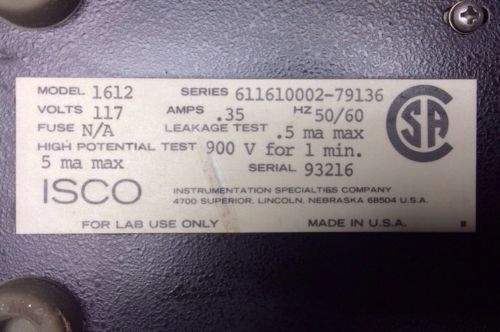 MODEL 1612 SERIES 611610002-79136
VOLTS 117 AMPS .35 HZ 50/60
FUSE N/A LEAKAGE TEST .5 ma max
HIGH POTENTIAL TEST 900 V for 1 min.
5 ma max SERIAL 93216
ISCO INSTRUMENTATION SPECIALTIES COMPANY
4700 SUPERIOR, LINCOLN, NEBRASKA 68504 U.S.A.
FOR LAB USE ONLY MADE IN U.S.A.
CSA